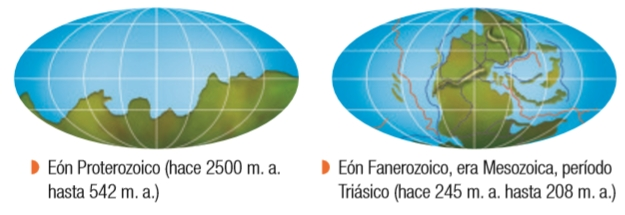 Eón Proterozoico (hace 2500 m. a.
hasta 542 m. a.)
Eón Fanerozoico, era Mesozoica, período
Triásico (hace 245 m. a. hasta 208 m. a.)